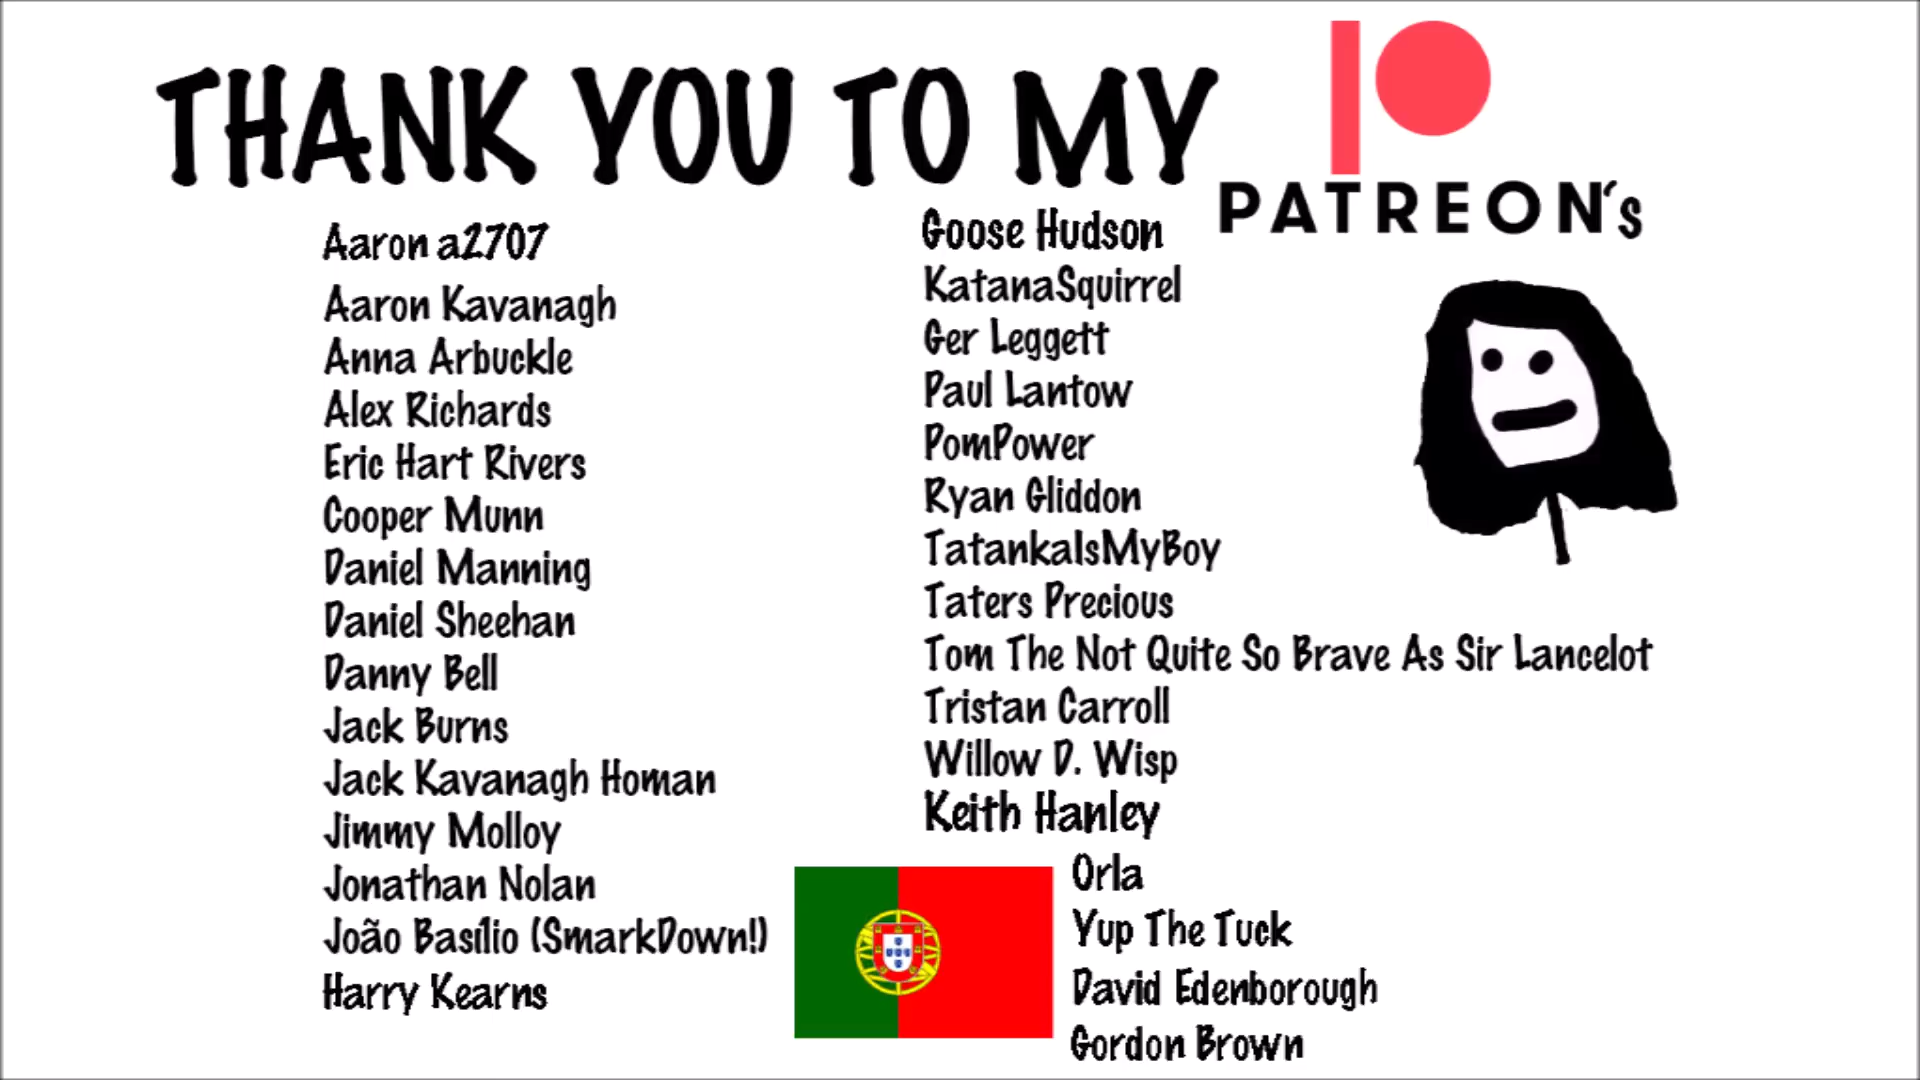 THANK YOU TO MY
PATREON's
Aaron a2707
Aaron Kavanagh
Anna Arbuckle
Alex Richards
Eric Hart Rivers
Cooper Munn
Daniel Manning
Daniel Sheehan
Danny Bell
Jack Burns
Jack Kavanagh Homan
Jimmy Molloy
Jonathan Nolan
João Basílio (SmarkDown!)
Harry Kearns
Goose Hudson
KatanaSquirrel
Ger Leggett
Paul Lantow
PomPower
Ryan Gliddon
TatankaIsMyBoy
Taters Precious
Tom The Not Quite So Brave As Sir Lancelot
Tristan Carroll
Willow D. Wisp
Keith Hanley
Orla
Yup The Tuck
David Edenborough
Gordon Brown